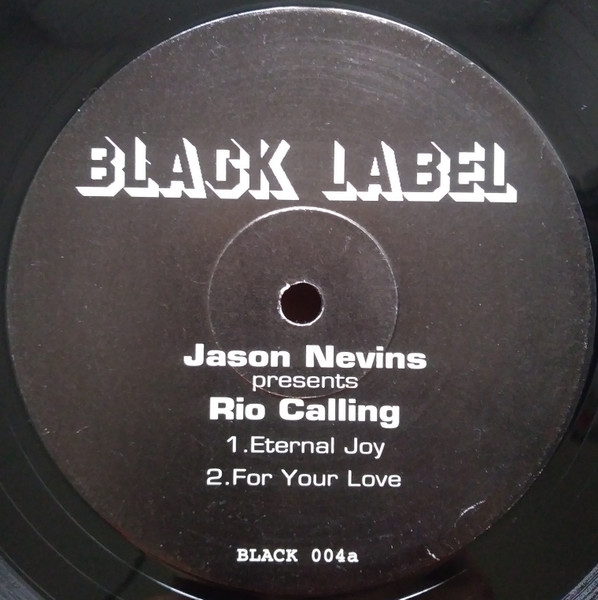 BLACK LABEL
Jason Nevins
presents
Rio Calling
1.Eternal Joy
2.For Your Love
BLACK 004a